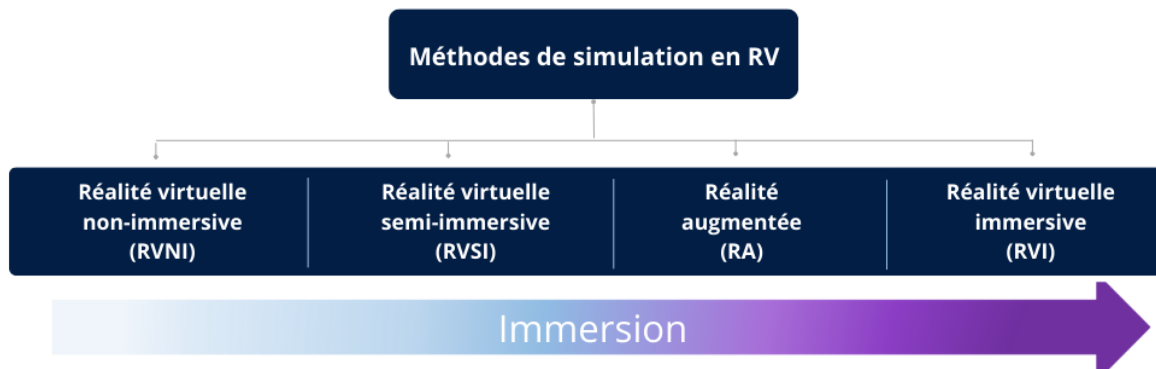 Méthodes de simulation en RV
Réalité virtuelle
non-immersive
(RVNI)
Réalité virtuelle
semi-immersive
(RVSI)
Réalité
augmentée
(RA)
Réalité virtuelle
immersive
(RVI)
Immersion